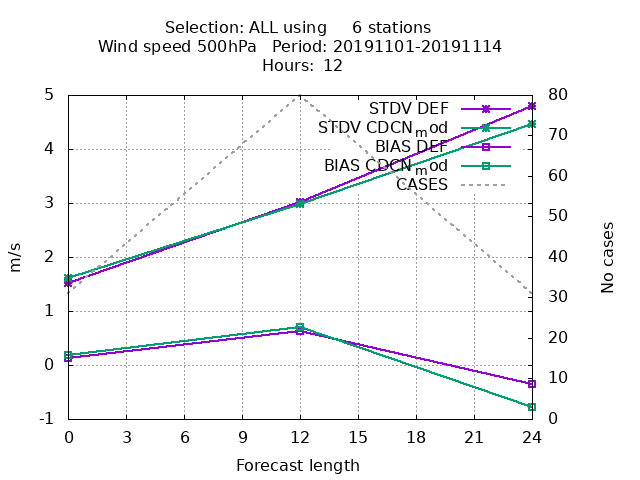 Selection: ALL using     6 stations
Wind speed 500hPa   Period: 20191101-20191114
Hours: 12
STDV DEF
STDV CDCNmod
BIAS DEF
BIAS CDCNmod
CASES
5
4
3
2
1
0
-1
m/s
80
70
60
50
40
30
20
10
0
No cases
0 3 6 9 12 15 18 21 24
Forecast length